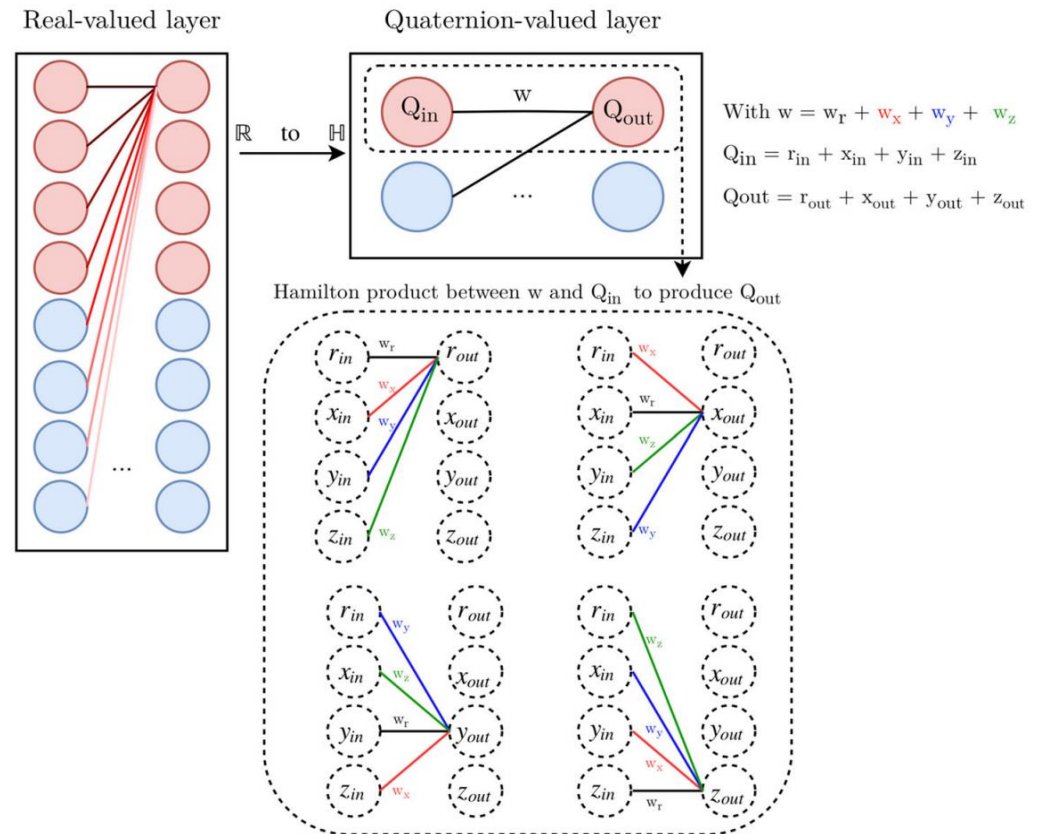 Real-valued layer
Quaternion-valued layer
ℝ to ℍ
...
Q_in w Q_out
...
With w = w_r + w_x + w_y + w_z
Q_in = r_in + x_in + y_in + z_in
Qout = r_out + x_out + y_out + z_out
Hamilton product between w and Q_in to produce Q_out
r_in w_r r_out
x_in w_x x_out
y_in w_y y_out
z_in w_z z_out
r_in w_x r_out
x_in w_r x_out
y_in w_z y_out
z_in w_y z_out
r_in w_y r_out
x_in w_z x_out
y_in w_r y_out
z_in w_x z_out
r_in w_z r_out
x_in w_y x_out
y_in w_x y_out
z_in w_r z_out